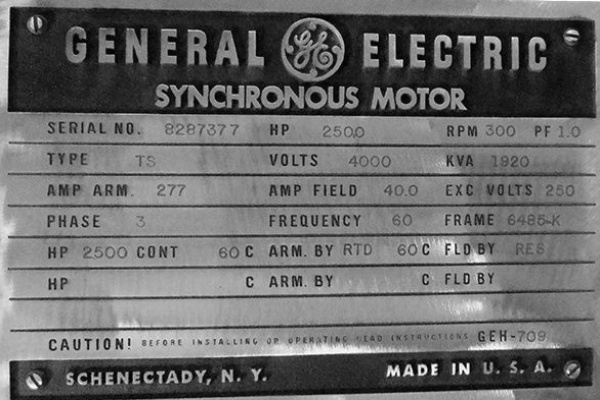 GENERAL GE ELECTRIC
SYNCHRONOUS MOTOR
SERIAL NO. 8287377 HP 2500 RPM 300 PF 1.0
TYPE TS VOLTS 4000 KVA 1920
AMP ARM. 277 AMP FIELD 40.0 EXC VOLTS 250
PHASE 3 FREQUENCY 60 FRAME 6485-K
HP 2500 CONT 60 C ARM. BY RTD 60 C FLD BY RES
HP C ARM. BY C FLD BY
CAUTION! BEFORE INSTALLING OR OPERATING READ INSTRUCTIONS GEH-709
SCHENECTADY, N. Y. MADE IN U. S. A.